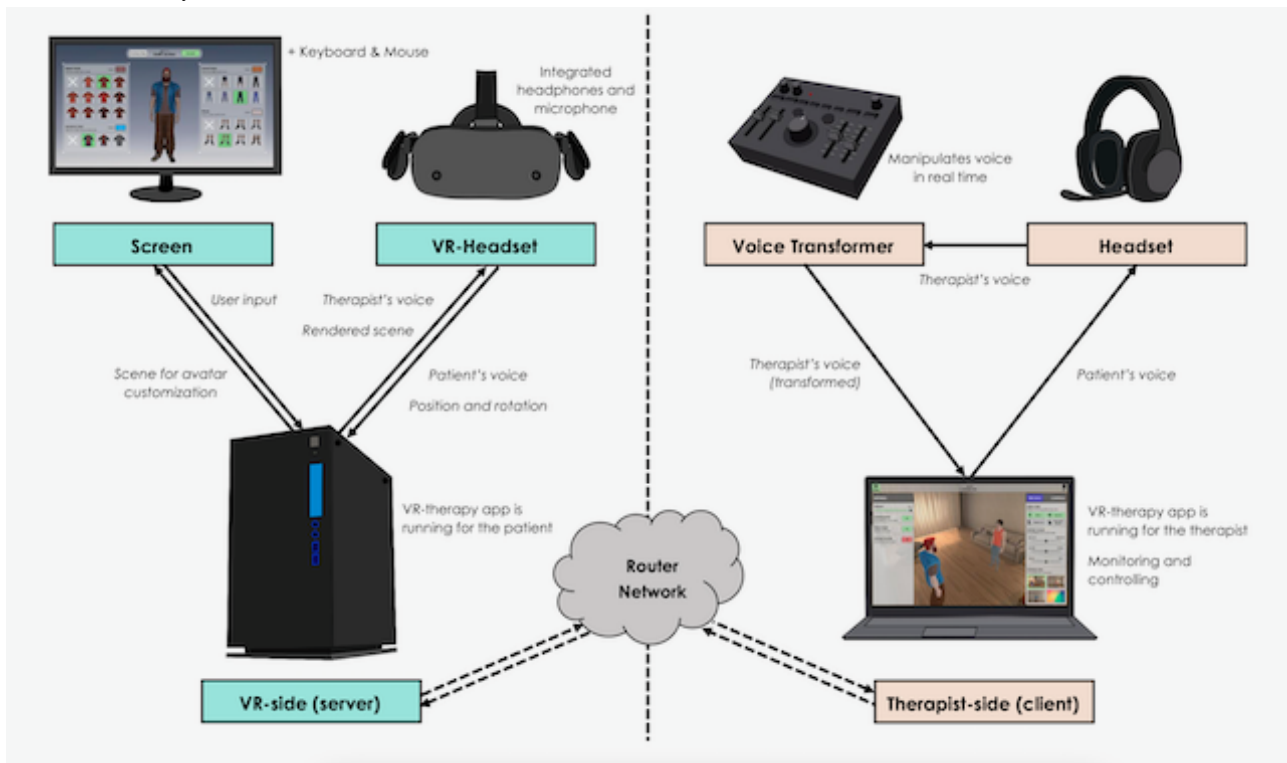 + Keyboard & Mouse
Integrated
headphones and
microphone
Manipulates voice
in real time
Screen
VR-Headset
Voice Transformer
Headset
Therapist's voice
User input
Therapist's voice
Rendered scene
Scene for avatar
customization
Patient's voice
Position and rotation
Therapist's voice
(transformed)
Patient's voice
VR-therapy app is
running for the patient
Router
Network
VR-therapy app is
running for the therapist
Monitoring and
controlling
VR-side (server)
Therapist-side (client)